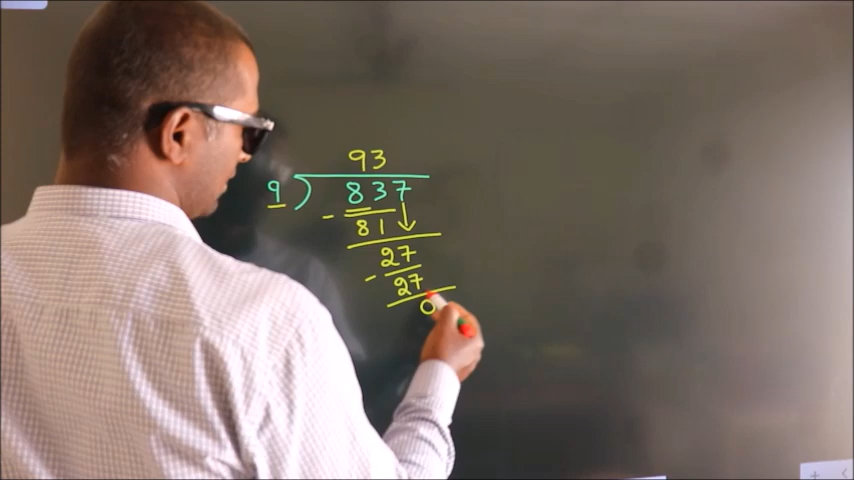 93
9 ) 837
- 81 ↓
27
- 27
0